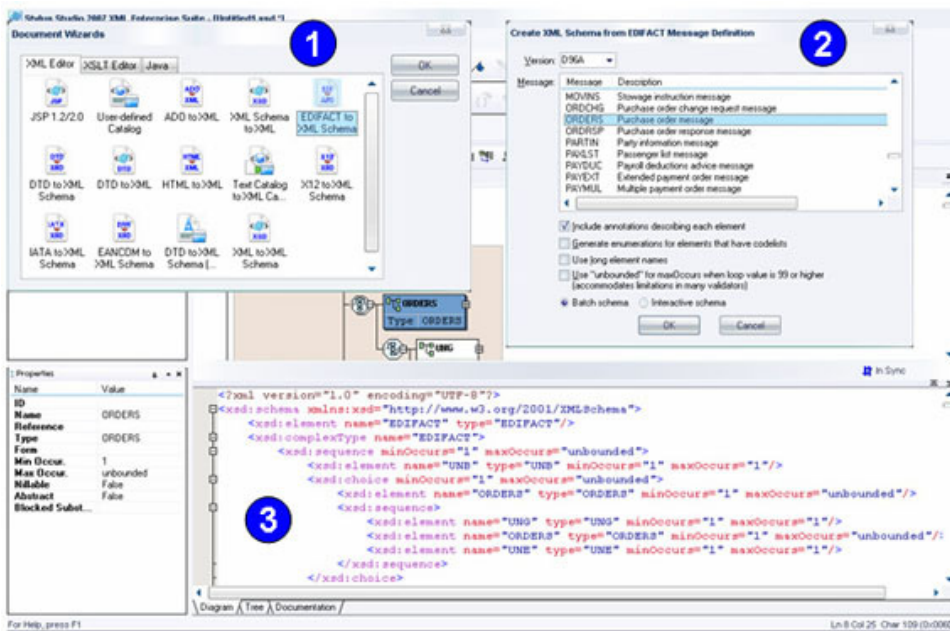 Stylus Studio 2007 XML Enterprise Suite - [Untitled1.xsd *]
Document Wizards
1
XML Editor XSLT Editor Java
OK
Cancel
JSP 1.2/2.0
User-defined Catalog
ADO to XML
XML Schema to XML
EDIFACT to XML Schema
DTD to XML Schema
DTD to XML
HTML to XML
Text Catalog to XML Ca...
X12 to XML Schema
IATA to XML Schema
EANCOM to XML Schema
DTD to XML Schema (...
XML to XML Schema
Create XML Schema from EDIFACT Message Definition
2
Version: D96A
Message: Message Description
MOVINS Stowage instruction message
ORDCHG Purchase order change request message
ORDERS Purchase order message
ORDRSP Purchase order response message
PARTIN Party information message
PAXLST Passenger list message
PAYDUC Payroll deductions advice message
PAYEXT Extended payment order message
PAYMUL Multiple payment order message
Include annotations describing each element
Generate enumerations for elements that have codelists
Use long element names
Use "unbounded" for maxOccurs when loop value is 99 or higher
(accommodates limitations in many validators)
Batch schema Interactive schema
OK Cancel
ORDERS
Type ORDERS
UNG
In Sync
Properties
Name Value
ID
Name ORDERS
Reference
Type ORDERS
Form
Min Occur. 1
Max Occur. unbounded
Nillable False
Abstract False
Blocked Subst...
<?xml version="1.0" encoding="UTF-8"?>
<xsd:schema xmlns:xsd="http://www.w3.org/2001/XMLSchema">
<xsd:element name="EDIFACT" type="EDIFACT"/>
<xsd:complexType name="EDIFACT">
<xsd:sequence minOccurs="1" maxOccurs="unbounded">
<xsd:element name="UNB" type="UNB" minOccurs="1" maxOccurs="1"/>
<xsd:choice minOccurs="1" maxOccurs="unbounded">
<xsd:element name="ORDERS" type="ORDERS" minOccurs="1" maxOccurs="unbounded"/>
<xsd:sequence>
<xsd:element name="UNG" type="UNG" minOccurs="1" maxOccurs="1"/>
<xsd:element name="ORDERS" type="ORDERS" minOccurs="1" maxOccurs="unbounded"/>
<xsd:element name="UNE" type="UNE" minOccurs="1" maxOccurs="1"/>
</xsd:sequence>
</xsd:choice>
3
Diagram Tree Documentation
For Help, press F1
Ln 8 Col 25 Char 109